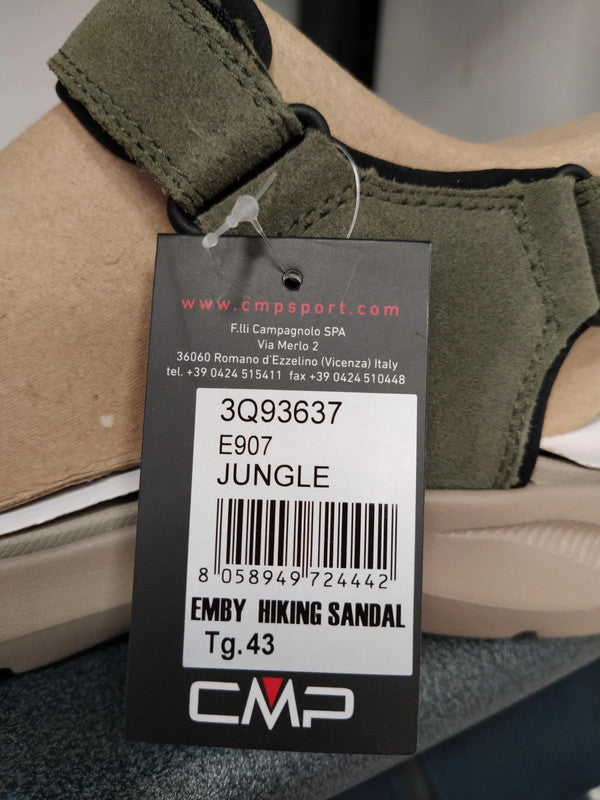 www.cmpsport.com
F.lli Campagnolo SPA
Via Merlo 2
36060 Romano d'Ezzelino (Vicenza) Italy
tel. +39 0424 515411 fax +39 0424 510448
3Q93637
E907
JUNGLE
8 058949 724442
EMBY HIKING SANDAL
Tg.43
CMP